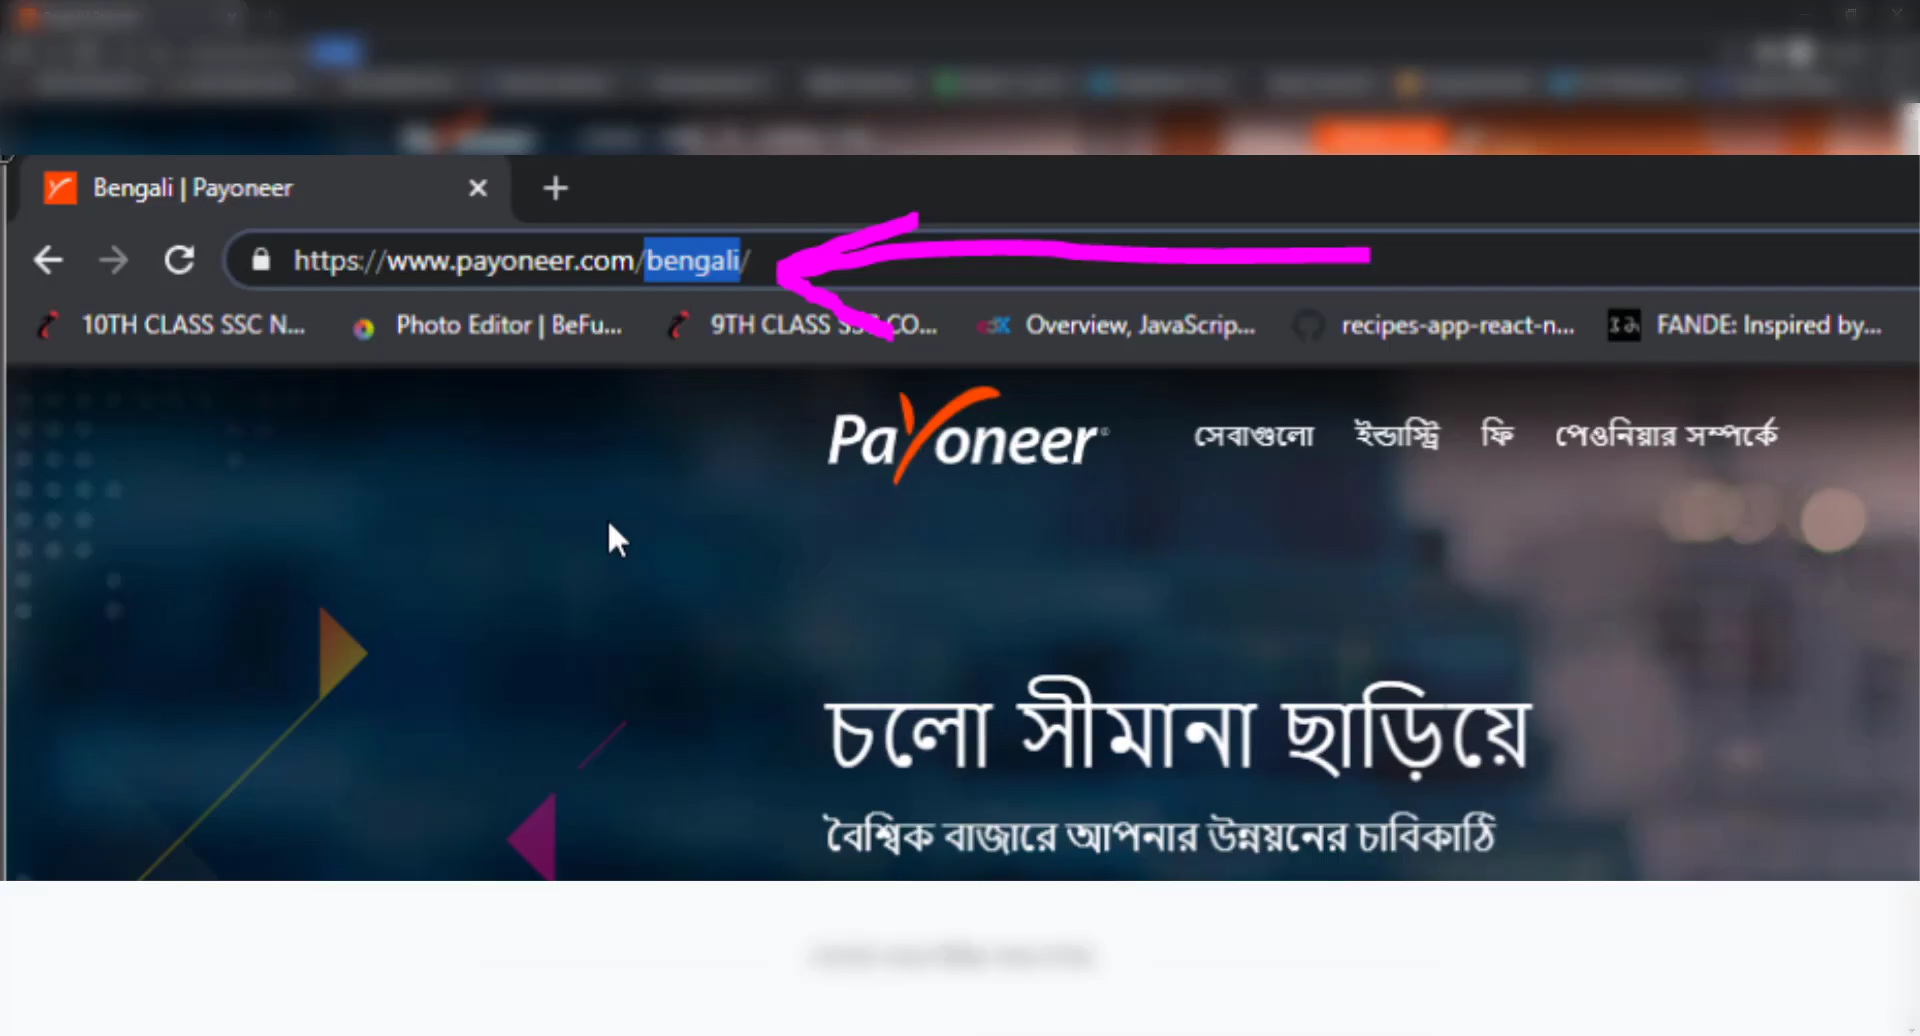 Bengali | Payoneer
https://www.payoneer.com/bengali/
10TH CLASS SSC N... Photo Editor | BeFu... 9TH CLASS SSC CO... Overview, JavaScrip... recipes-app-react-n... FANDE: Inspired by...
Payoneer সেবাগুলো ইন্ডাস্ট্রি ফি পেওনিয়ার সম্পর্কে
চলো সীমানা ছাড়িয়ে
বৈশ্বিক বাজারে আপনার উন্নয়নের চাবিকাঠি